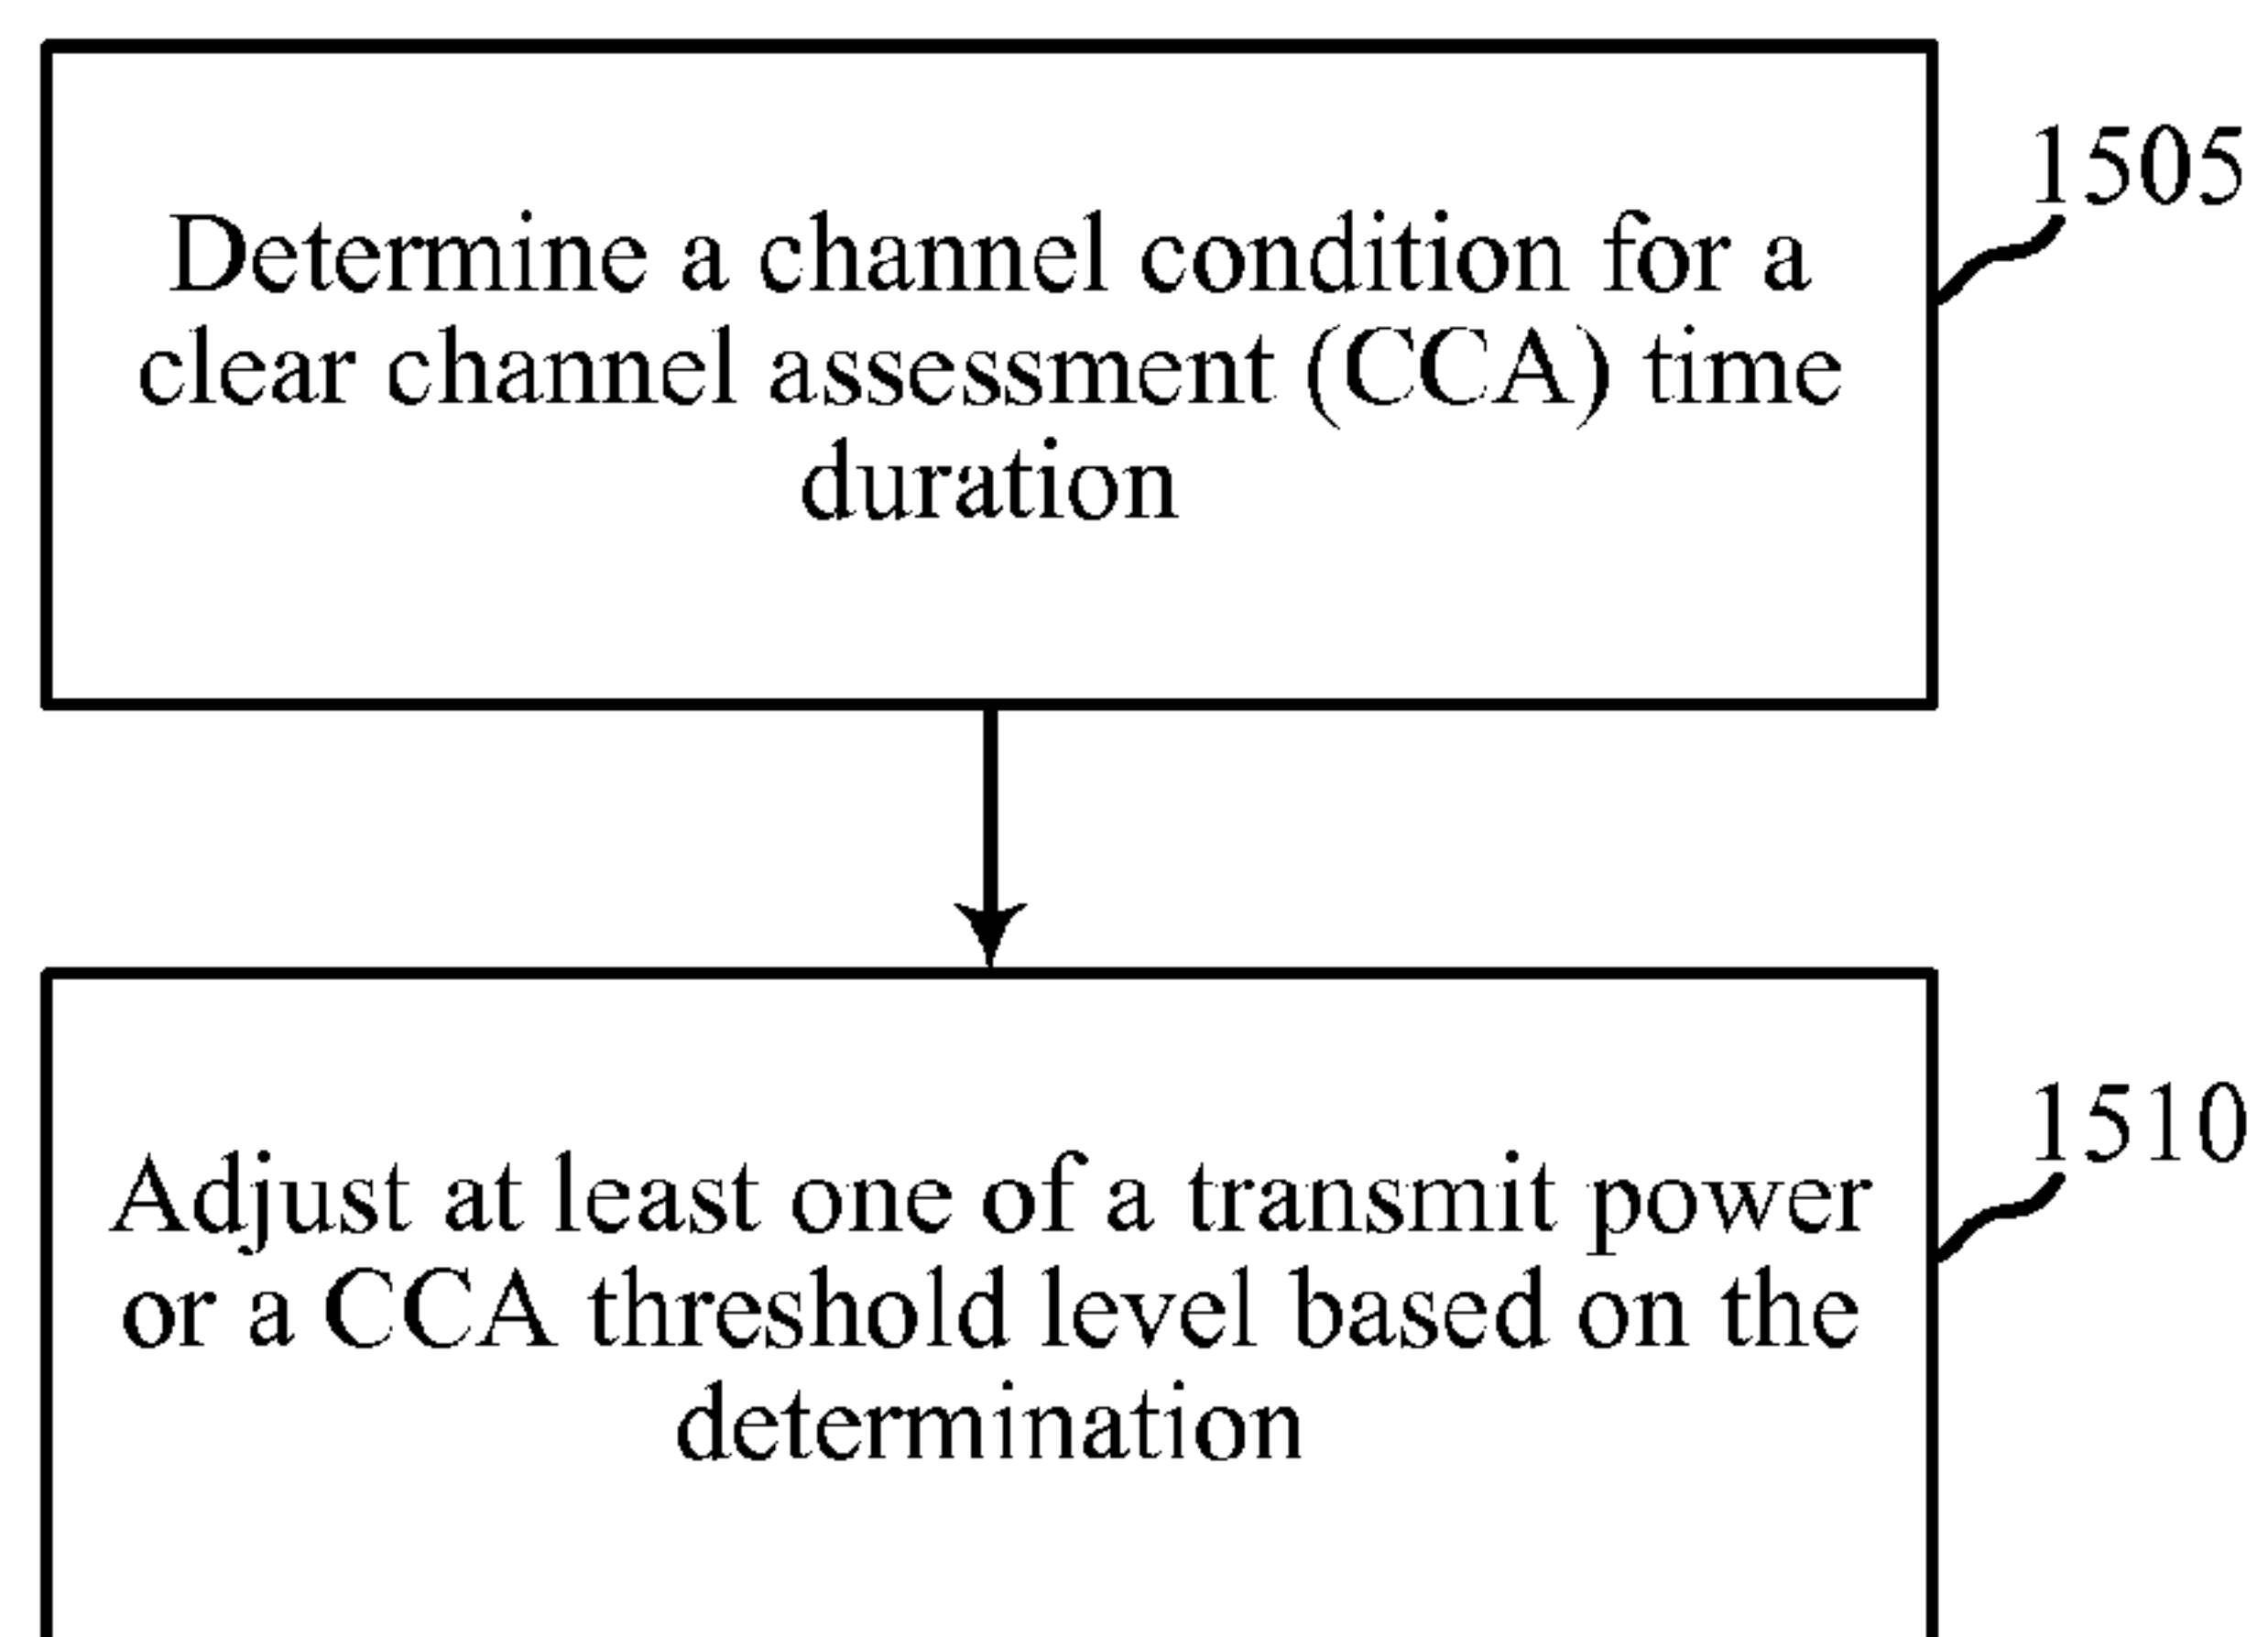 1505
Determine a channel condition for a
clear channel assessment (CCA) time
duration
1510
Adjust at least one of a transmit power
or a CCA threshold level based on the
determination